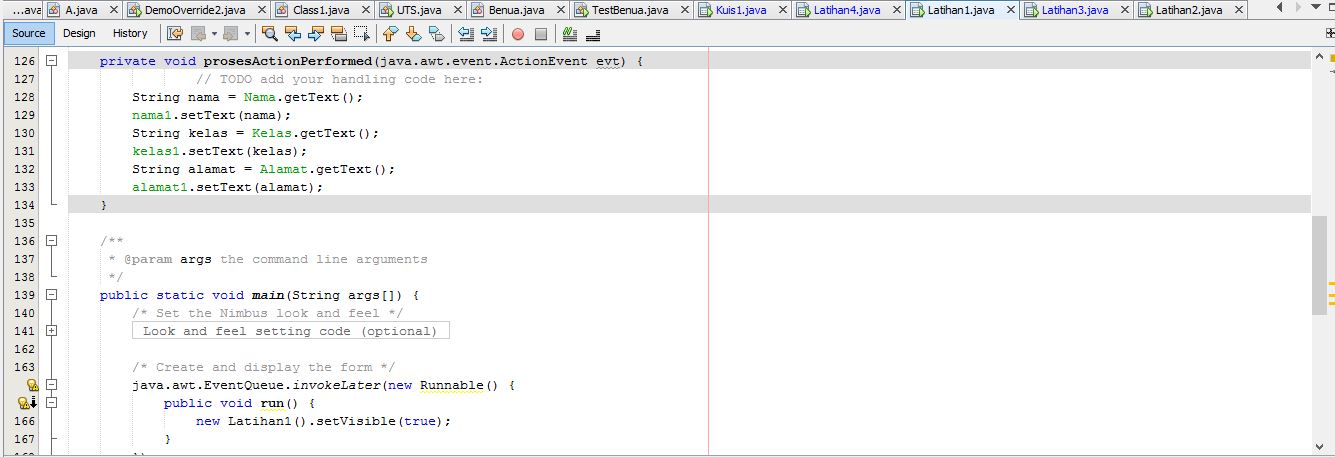 ...ava A.java DemoOverride2.java Class1.java UTS.java Benua.java TestBenua.java Kuis1.java Latihan4.java Latihan1.java Latihan3.java Latihan2.java
Source Design History
126 private void prosesActionPerformed(java.awt.event.ActionEvent evt) {
127 // TODO add your handling code here:
128 String nama = Nama.getText();
129 nama1.setText(nama);
130 String kelas = Kelas.getText();
131 kelas1.setText(kelas);
132 String alamat = Alamat.getText();
133 alamat1.setText(alamat);
134 }
135
136 /**
137 * @param args the command line arguments
138 */
139 public static void main(String args[]) {
140 /* Set the Nimbus look and feel */
141 Look and feel setting code (optional)
162
163 /* Create and display the form */
java.awt.EventQueue.invokeLater(new Runnable() {
public void run() {
166 new Latihan1().setVisible(true);
167 }